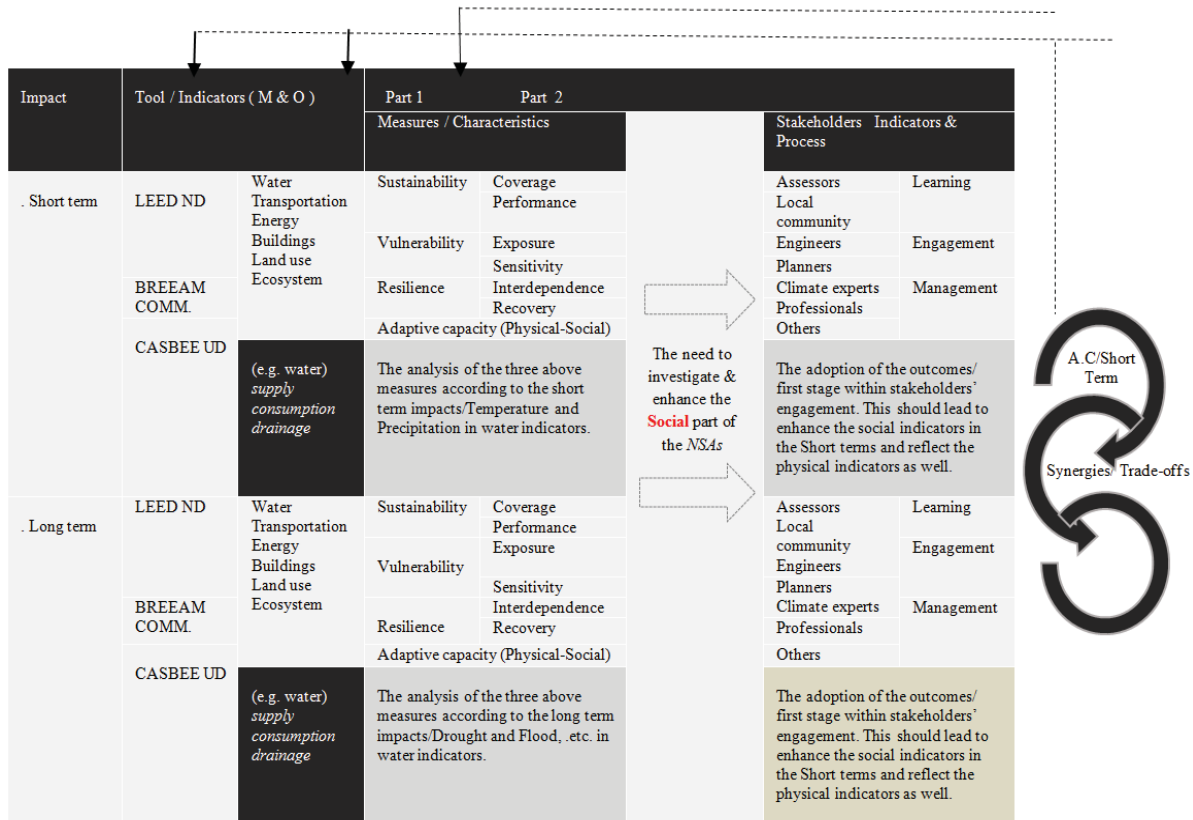 Impact
Tool / Indicators ( M & O )
Part 1
Part 2
Measures / Characteristics
Stakeholders Indicators &
Process
. Short term
LEED ND
BREEAM
COMM.
CASBEE UD
Water
Transportation
Energy
Buildings
Land use
Ecosystem
Sustainability
Coverage
Performance
Vulnerability
Exposure
Sensitivity
Resilience
Interdependence
Recovery
Adaptive capacity (Physical-Social)
Assessors
Local
community
Engineers
Planners
Climate experts
Professionals
Others
Learning
Engagement
Management
(e.g. water)
supply
consumption
drainage
The analysis of the three above
measures according to the short
term impacts/Temperature and
Precipitation in water indicators.
The need to
investigate &
enhance the
Social part of
the NSAs
The adoption of the outcomes/
first stage within stakeholders’
engagement. This should lead to
enhance the social indicators in
the Short terms and reflect the
physical indicators as well.
A.C/Short
Term
Synergies/ Trade-offs
. Long term
LEED ND
BREEAM
COMM.
CASBEE UD
Water
Transportation
Energy
Buildings
Land use
Ecosystem
Sustainability
Coverage
Performance
Vulnerability
Exposure
Sensitivity
Resilience
Interdependence
Recovery
Adaptive capacity (Physical-Social)
Assessors
Local
community
Engineers
Planners
Climate experts
Professionals
Others
Learning
Engagement
Management
(e.g. water)
supply
consumption
drainage
The analysis of the three above
measures according to the long term
impacts/Drought and Flood, .etc. in
water indicators.
The adoption of the outcomes/
first stage within stakeholders’
engagement. This should lead to
enhance the social indicators in
the Short terms and reflect the
physical indicators as well.